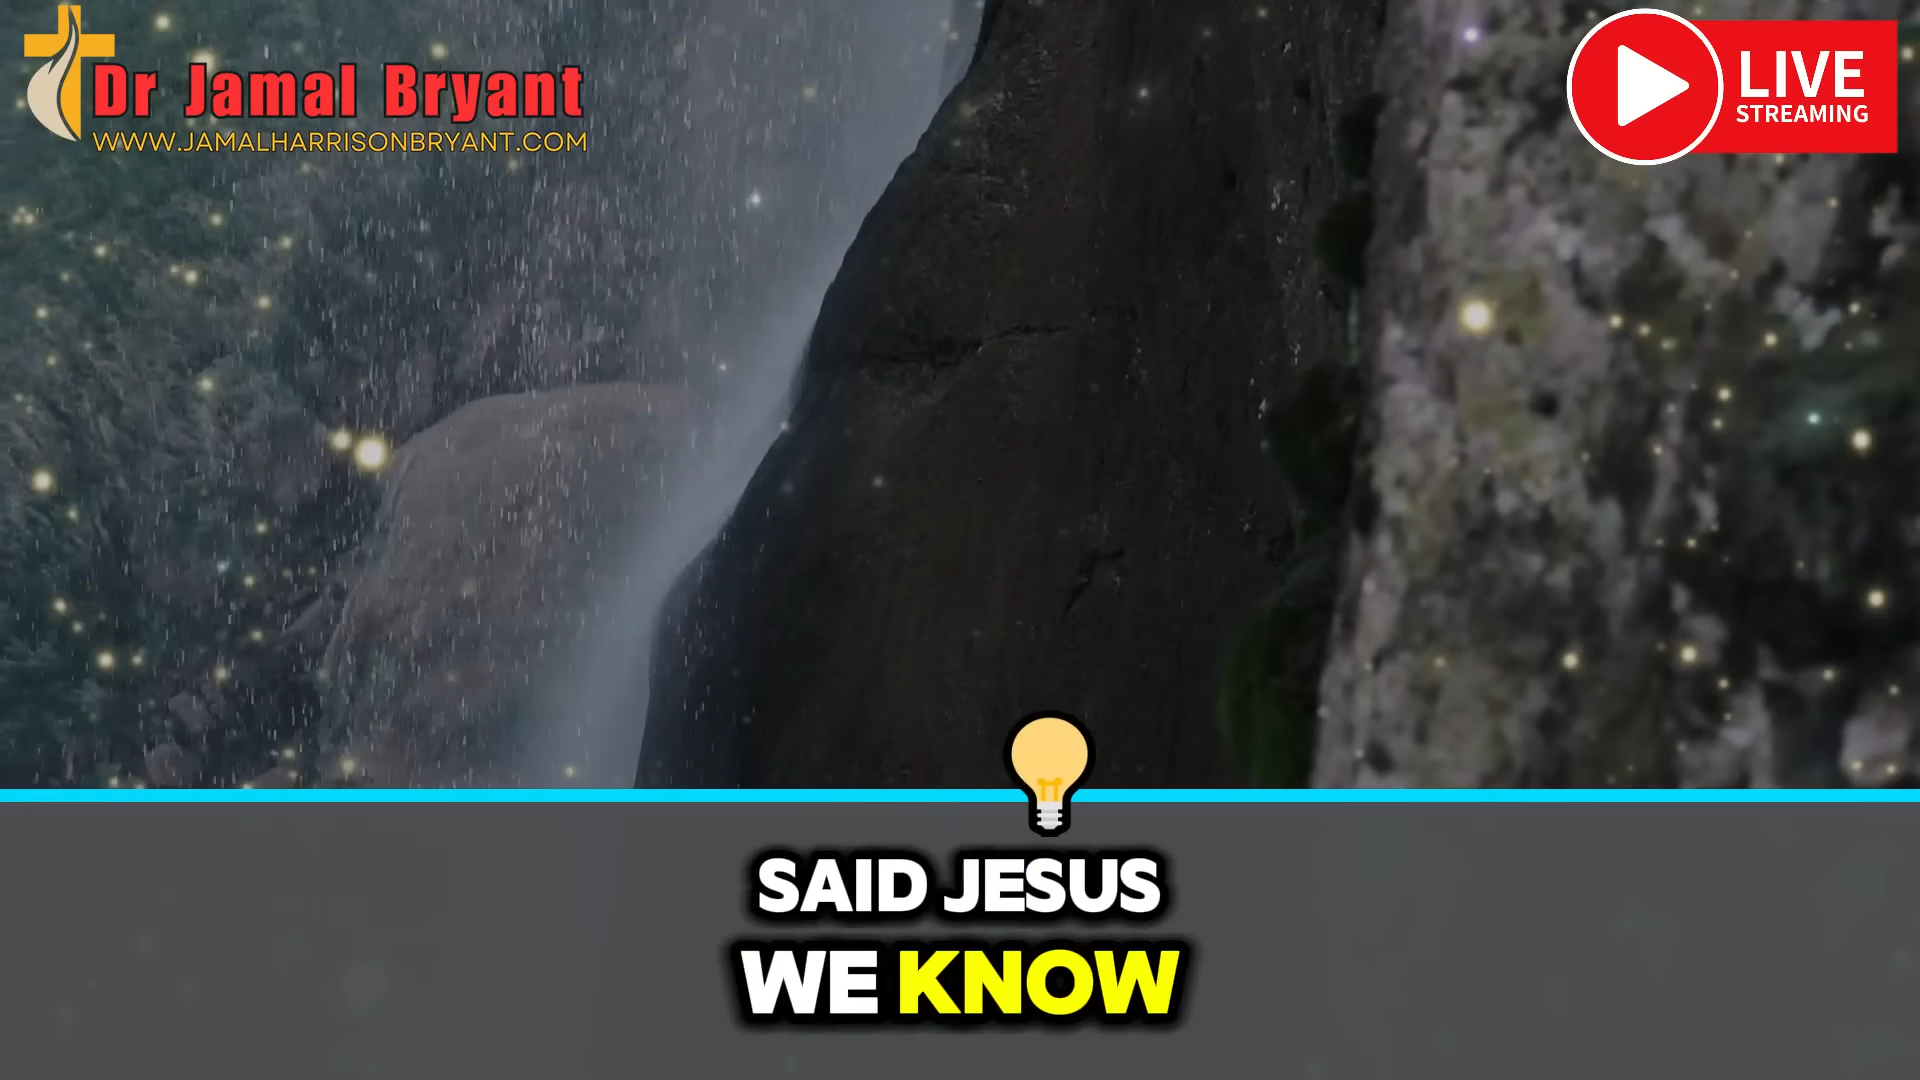 Dr Jamal Bryant
WWW.JAMALHARRISONBRYANT.COM
LIVE
STREAMING
SAID JESUS
WE KNOW